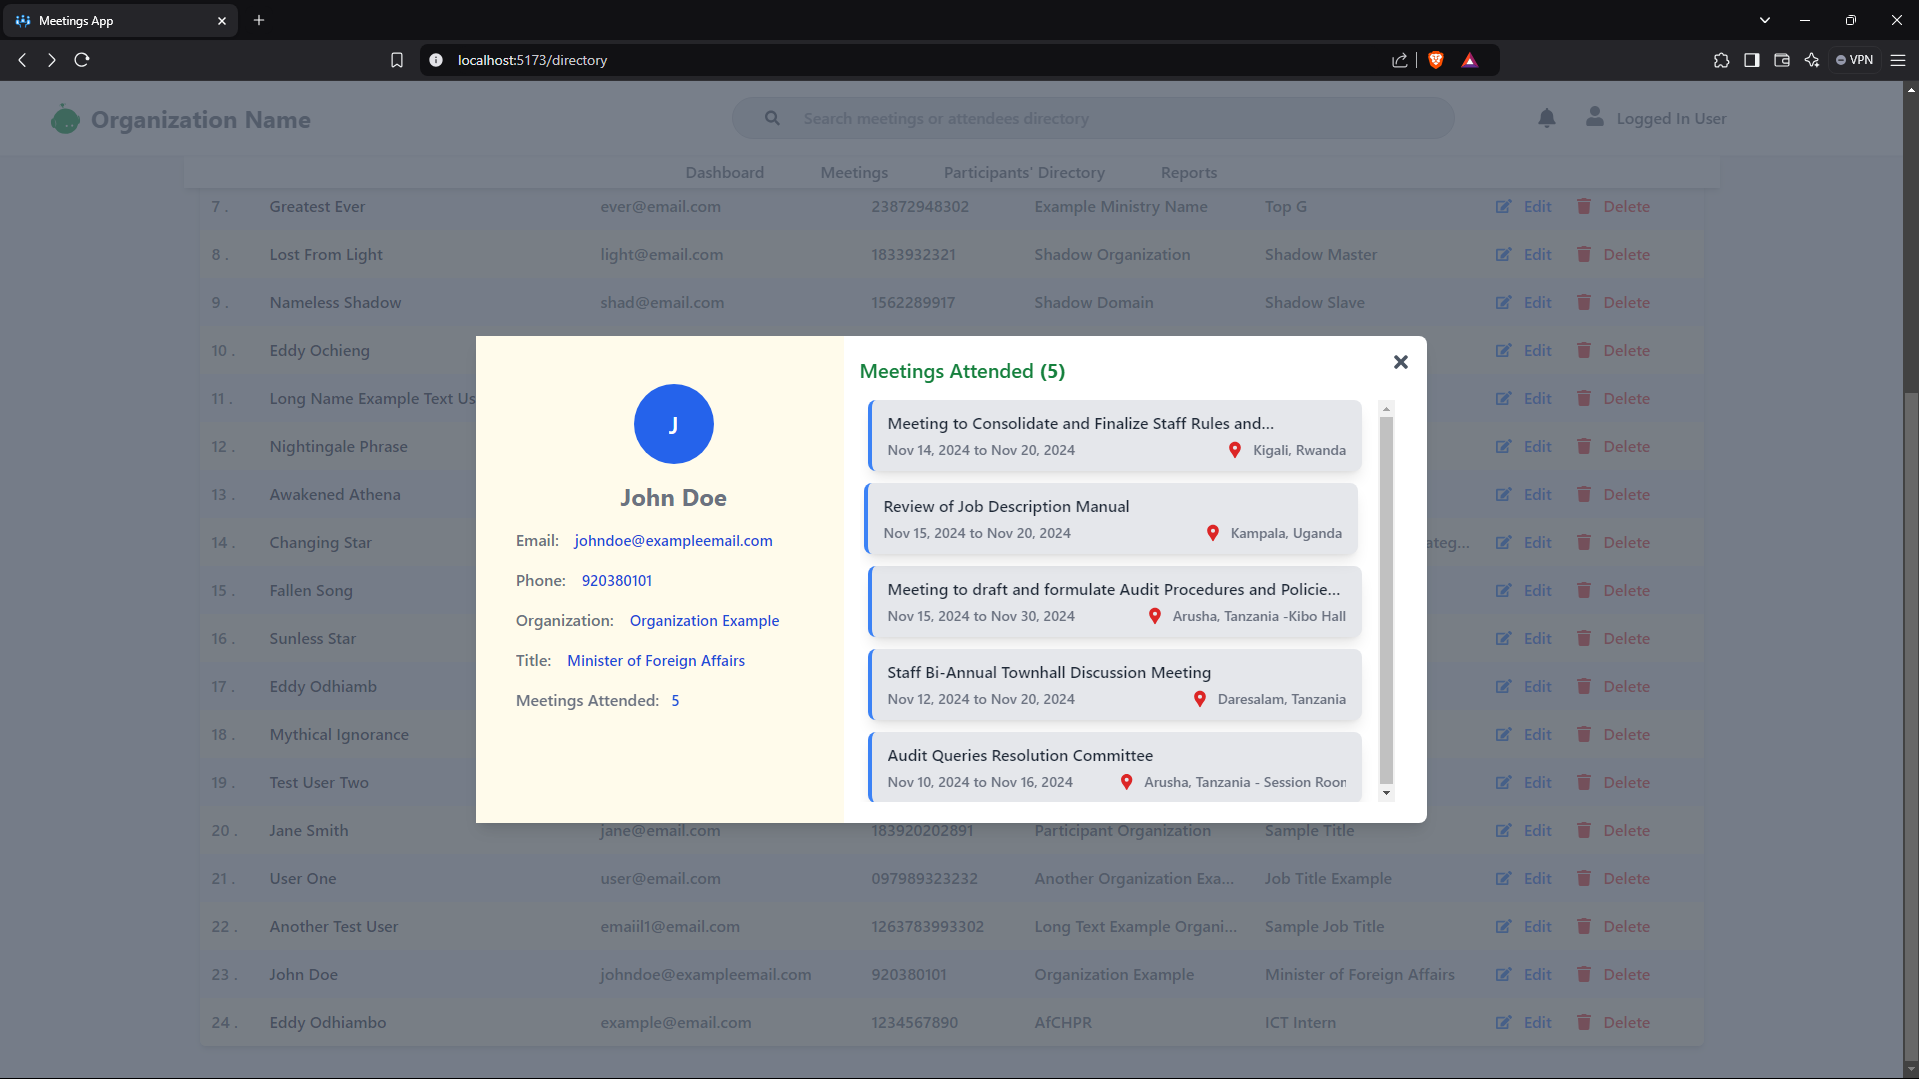 Meetings App
localhost:5173/directory
VPN
Organization Name
Search meetings or attendees directory
Logged In User
Dashboard Meetings Participants' Directory Reports
7 . Greatest Ever ever@email.com 23872948302 Example Ministry Name Top G Edit Delete
8 . Lost From Light light@email.com 1833932321 Shadow Organization Shadow Master Edit Delete
9 . Nameless Shadow shad@email.com 1562289917 Shadow Domain Shadow Slave Edit Delete
10 . Eddy Ochieng Edit Delete
11 . Long Name Example Text Us Edit Delete
12 . Nightingale Phrase Edit Delete
13 . Awakened Athena Edit Delete
14 . Changing Star ateg... Edit Delete
15 . Fallen Song Edit Delete
16 . Sunless Star Edit Delete
17 . Eddy Odhiamb Edit Delete
18 . Mythical Ignorance Edit Delete
19 . Test User Two Edit Delete
20 . Jane Smith jane@email.com 183920202891 Participant Organization Sample Title Edit Delete
21 . User One user@email.com 097989323232 Another Organization Exa... Job Title Example Edit Delete
22 . Another Test User emaiil1@email.com 1263783993302 Long Text Example Organi... Sample Job Title Edit Delete
23 . John Doe johndoe@exampleemail.com 920380101 Organization Example Minister of Foreign Affairs Edit Delete
24 . Eddy Odhiambo example@email.com 1234567890 AfCHPR ICT Intern Edit Delete
J
John Doe
Email: johndoe@exampleemail.com
Phone: 920380101
Organization: Organization Example
Title: Minister of Foreign Affairs
Meetings Attended: 5
Meetings Attended (5)
Meeting to Consolidate and Finalize Staff Rules and...
Nov 14, 2024 to Nov 20, 2024 Kigali, Rwanda
Review of Job Description Manual
Nov 15, 2024 to Nov 20, 2024 Kampala, Uganda
Meeting to draft and formulate Audit Procedures and Policie...
Nov 15, 2024 to Nov 30, 2024 Arusha, Tanzania -Kibo Hall
Staff Bi-Annual Townhall Discussion Meeting
Nov 12, 2024 to Nov 20, 2024 Daresalam, Tanzania
Audit Queries Resolution Committee
Nov 10, 2024 to Nov 16, 2024 Arusha, Tanzania - Session Roon